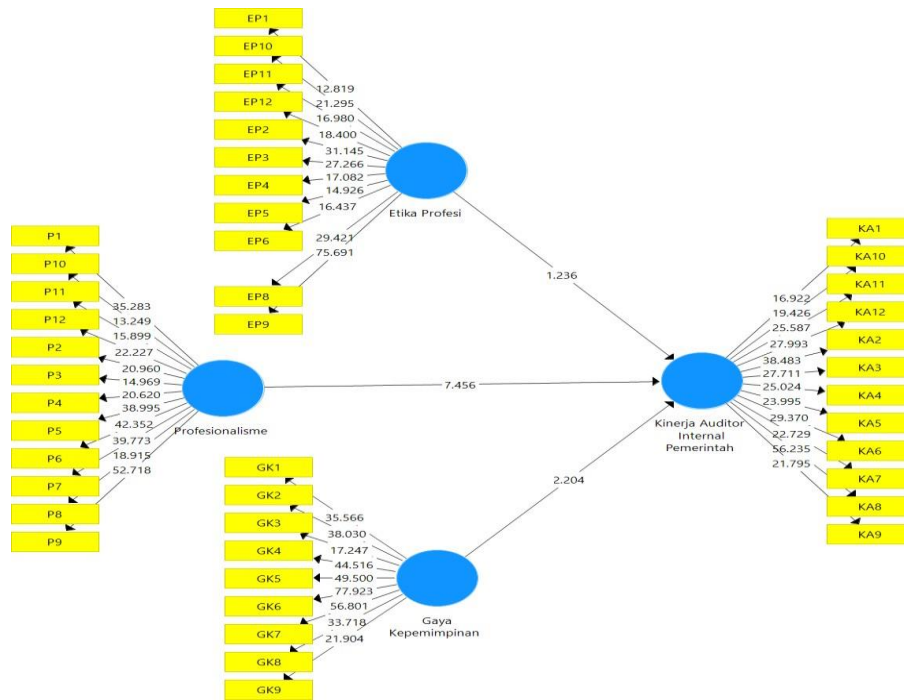 EP1
EP10
EP11
EP12
EP2
EP3
EP4
EP5
EP6
EP8
EP9
12.819
21.295
16.980
18.400
31.145
27.266
17.082
14.926
16.437
29.421
75.691
Etika Profesi
P1
P10
P11
P12
P2
P3
P4
P5
P6
P7
P8
P9
35.283
13.249
15.899
22.227
20.960
14.969
20.620
38.995
42.352
39.773
18.915
52.718
Profesionalisme
GK1
GK2
GK3
GK4
GK5
GK6
GK7
GK8
GK9
35.566
38.030
17.247
44.516
49.500
77.923
56.801
33.718
21.904
Gaya
Kepemimpinan
1.236
7.456
2.204
Kinerja Auditor
Internal
Pemerintah
16.922
19.426
25.587
27.993
38.483
27.711
25.024
23.995
29.370
22.729
56.235
21.795
KA1
KA10
KA11
KA12
KA2
KA3
KA4
KA5
KA6
KA7
KA8
KA9